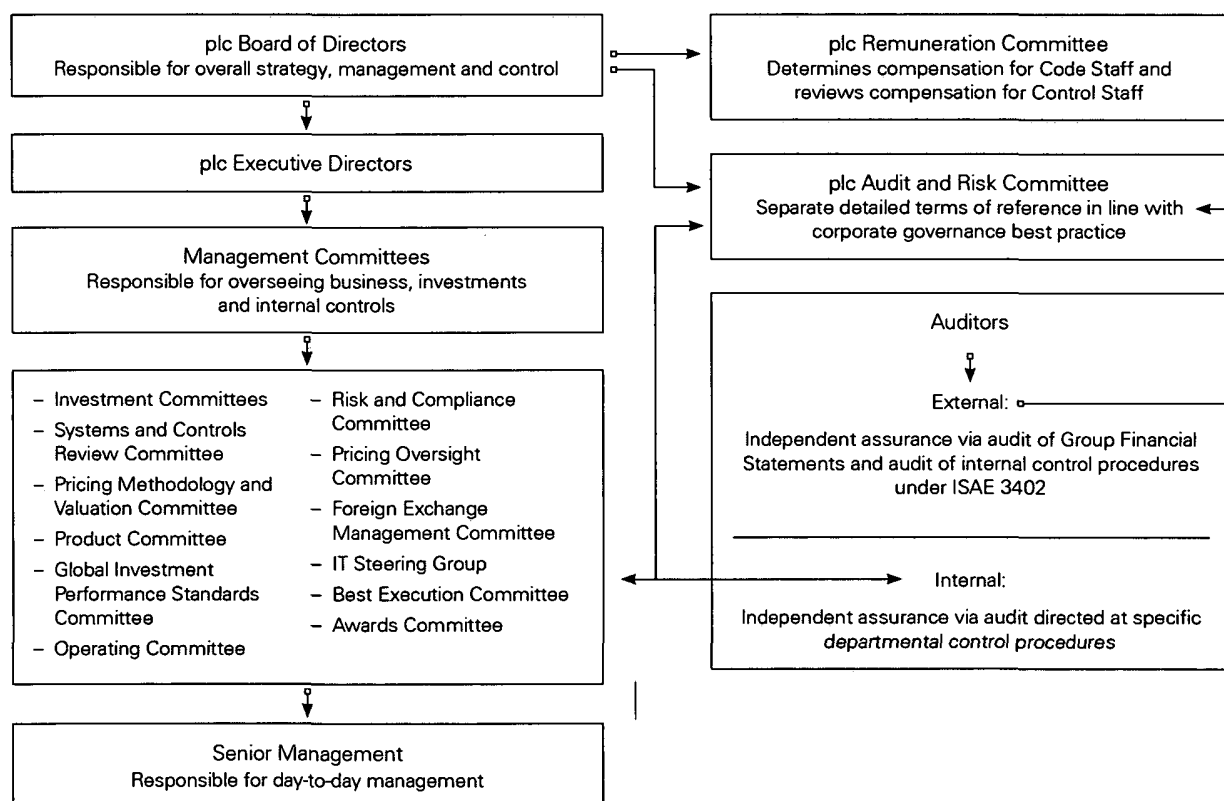 plc Board of Directors
Responsible for overall strategy, management and control
plc Executive Directors
Management Committees
Responsible for overseeing business, investments
and internal controls
– Investment Committees
– Systems and Controls
Review Committee
– Pricing Methodology and
Valuation Committee
– Product Committee
– Global Investment
Performance Standards
Committee
– Operating Committee
– Risk and Compliance
Committee
– Pricing Oversight
Committee
– Foreign Exchange
Management Committee
– IT Steering Group
– Best Execution Committee
– Awards Committee
Senior Management
Responsible for day-to-day management
plc Remuneration Committee
Determines compensation for Code Staff and
reviews compensation for Control Staff
plc Audit and Risk Committee
Separate detailed terms of reference in line with
corporate governance best practice
Auditors
External:
Independent assurance via audit of Group Financial
Statements and audit of internal control procedures
under ISAE 3402
Internal:
Independent assurance via audit directed at specific
departmental control procedures